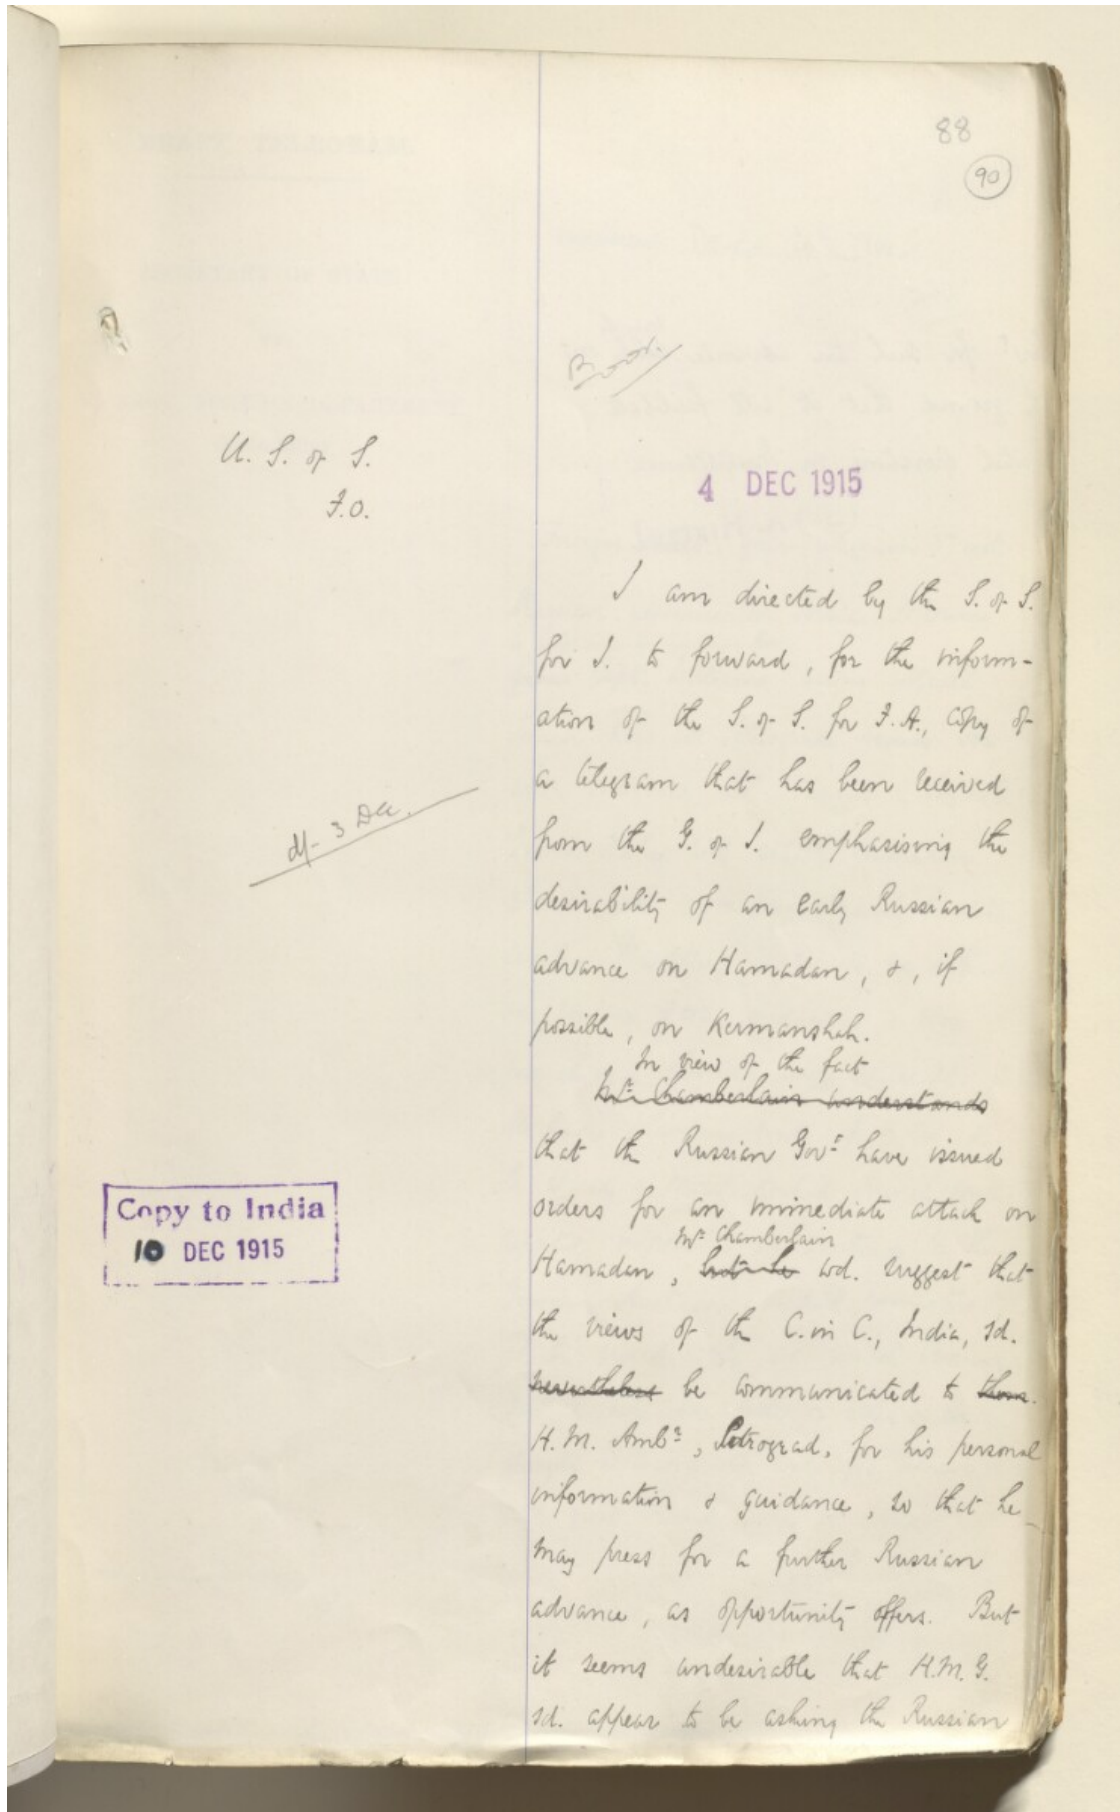 88
90
U. S. of S.
F.O.
4 DEC 1915
I am directed by the S. of S.
for I. to forward, for the inform-
ation of the S. of S. for F.A., copy of
a telegram that has been received
from the G. of I. emphasising the
desirability of an early Russian
advance on Hamadan, &, if
possible, on Kermanshah.
In view of the fact
Mr Chamberlain understands
that the Russian Govt have issued
orders for an immediate attack on
Mr Chamberlain
Hamadan, but he wd. suggest that
the views of the C. in C., India, sd.
nevertheless be communicated to them.
H.M. Ambr, Petrograd, for his personal
information & guidance, so that he
may press for a further Russian
advance, as opportunity offers. But
it seems undesirable that H.M.G.
sd. appear to be asking the Russian
d/- 3 Dec.
Copy to India
10 DEC 1915